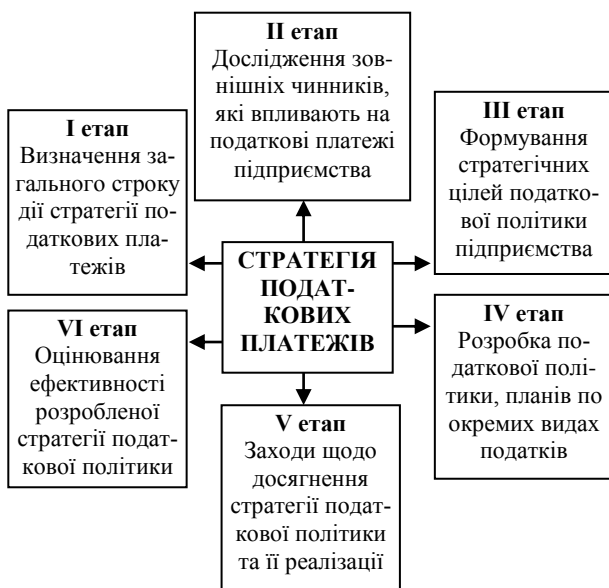 II етап
Дослідження зов-
нішніх чинників,
які впливають на
податкові платежі
підприємства
I етап
Визначення за-
гального строку
дії стратегії по-
даткових пла-
тежів
III етап
Формування
стратегічних
цілей податко-
вої політики
підприємства
СТРАТЕГІЯ
ПОДАТ-
КОВИХ
ПЛАТЕЖІВ
VI етап
Оцінювання
ефективності
розробленої
стратегії подат-
кової політики
IV етап
Розробка по-
даткової полі-
тики, планів по
окремих видах
податків
V етап
Заходи щодо
досягнення
стратегії подат-
кової політики
та її реалізації